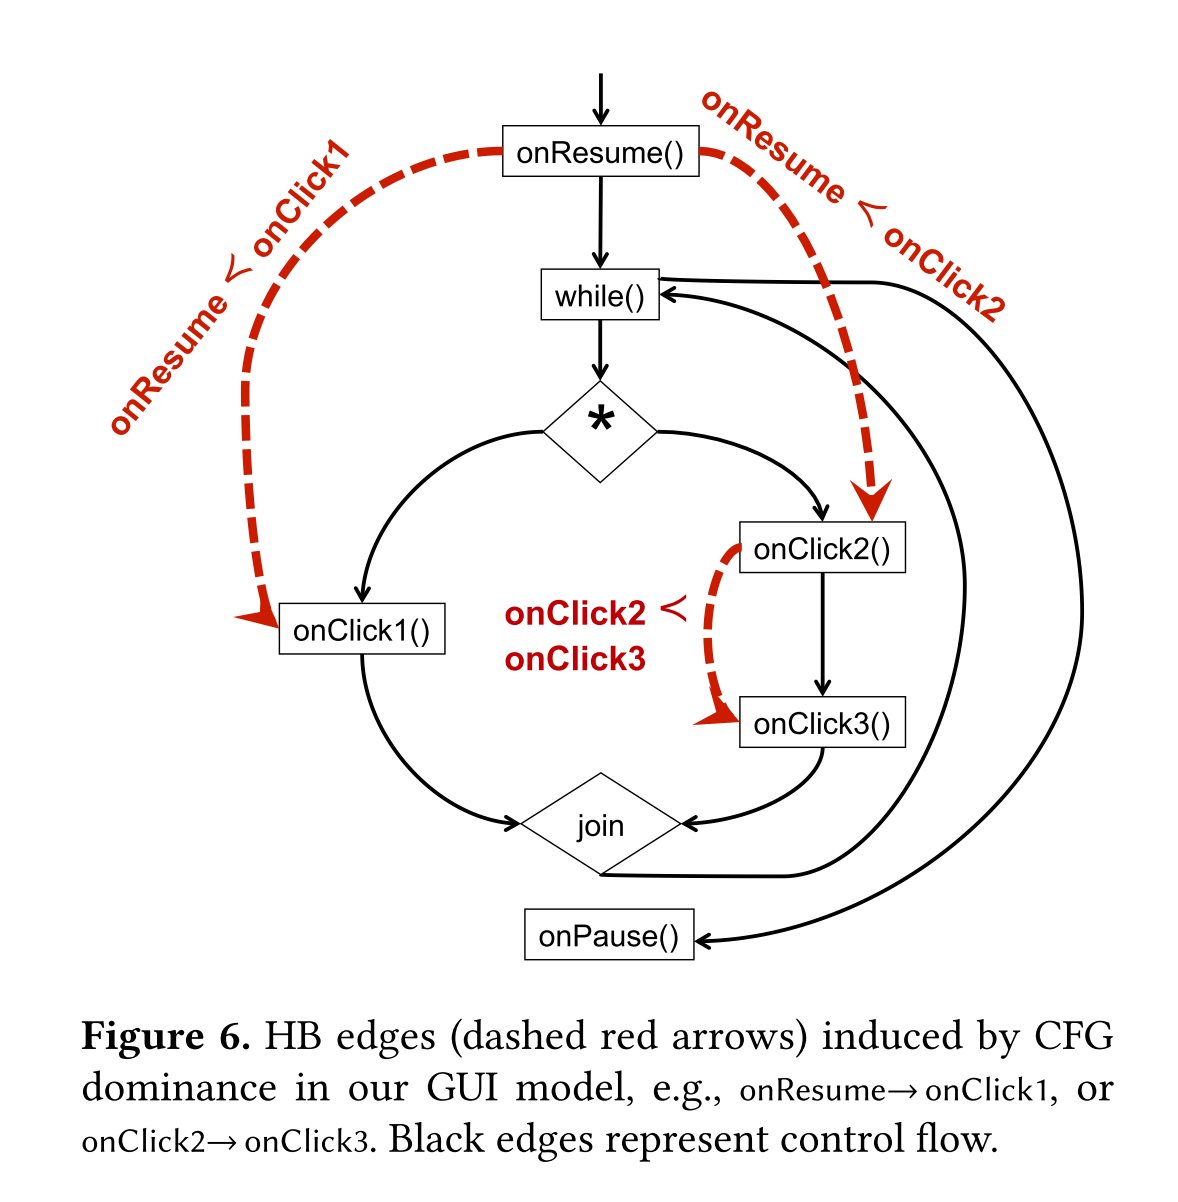 onResume()
onResume ≺ onClick1
onResume ≺ onClick2
while()
*
onClick2()
onClick2 ≺
onClick3
onClick1()
onClick3()
join
onPause()
Figure 6. HB edges (dashed red arrows) induced by CFG
dominance in our GUI model, e.g., onResume→onClick1, or
onClick2→onClick3. Black edges represent control flow.